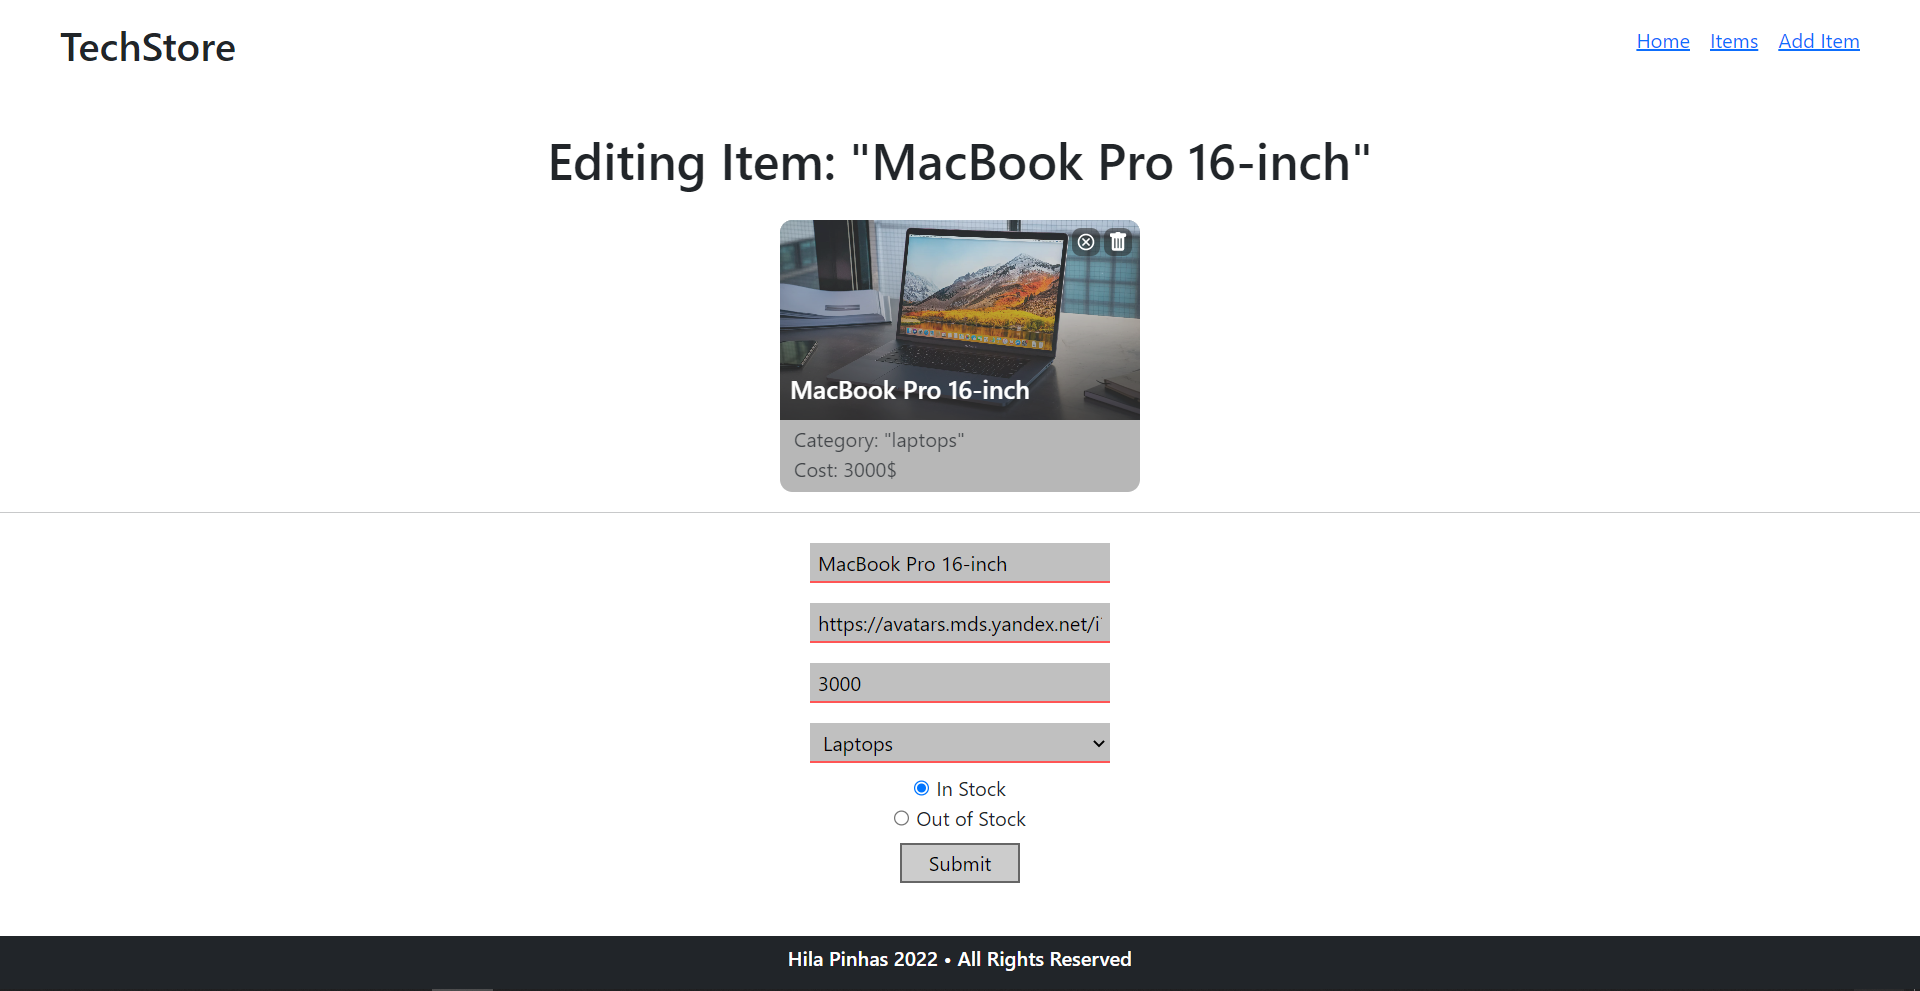 TechStore
Home Items Add Item
Editing Item: "MacBook Pro 16-inch"
MacBook Pro 16-inch
Category: "laptops"
Cost: 3000$
MacBook Pro 16-inch
https://avatars.mds.yandex.net/i
3000
Laptops
In Stock
Out of Stock
Submit
Hila Pinhas 2022 • All Rights Reserved